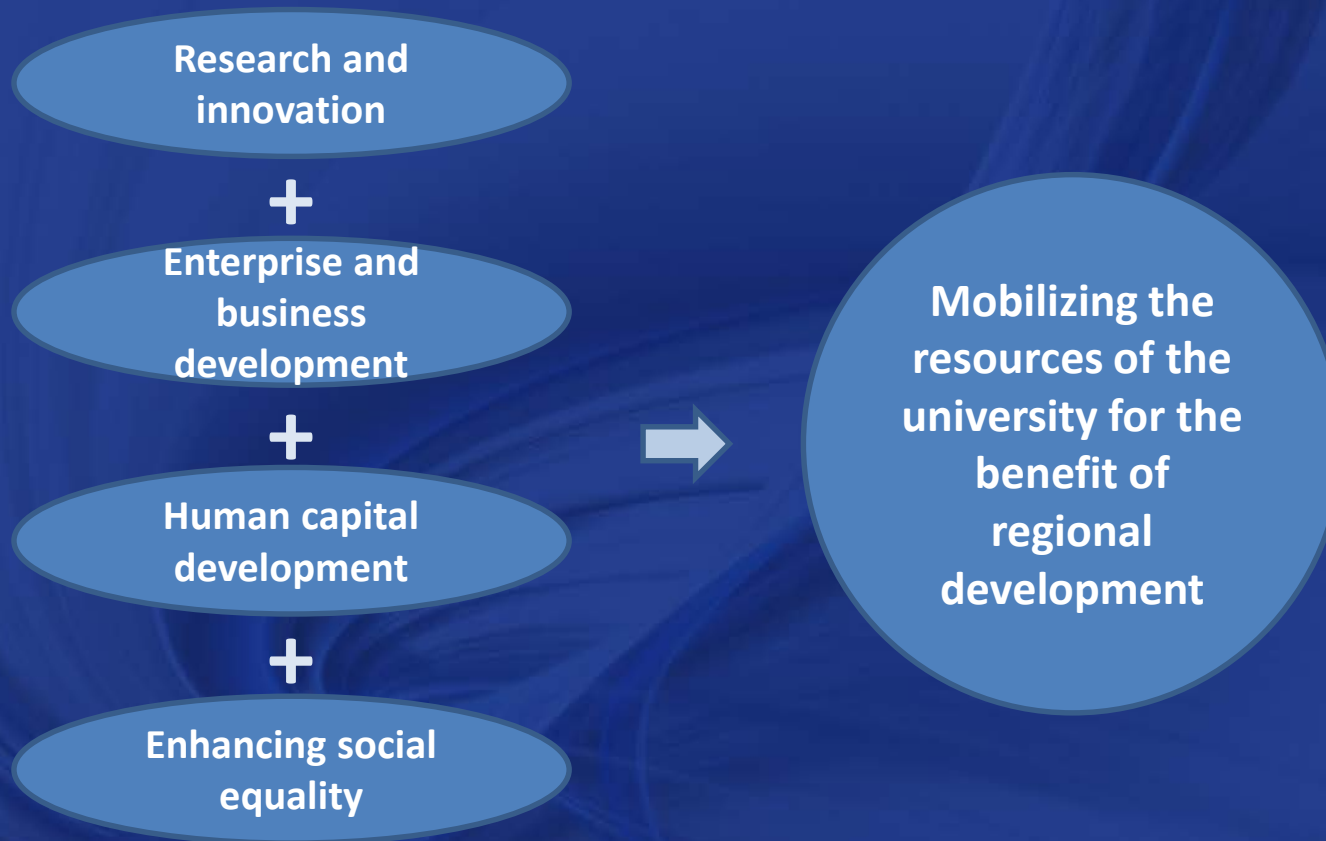 Research and
innovation
+
Enterprise and
business
development
+
Human capital
development
+
Enhancing social
equality
Mobilizing the
resources of the
university for the
benefit of
regional
development